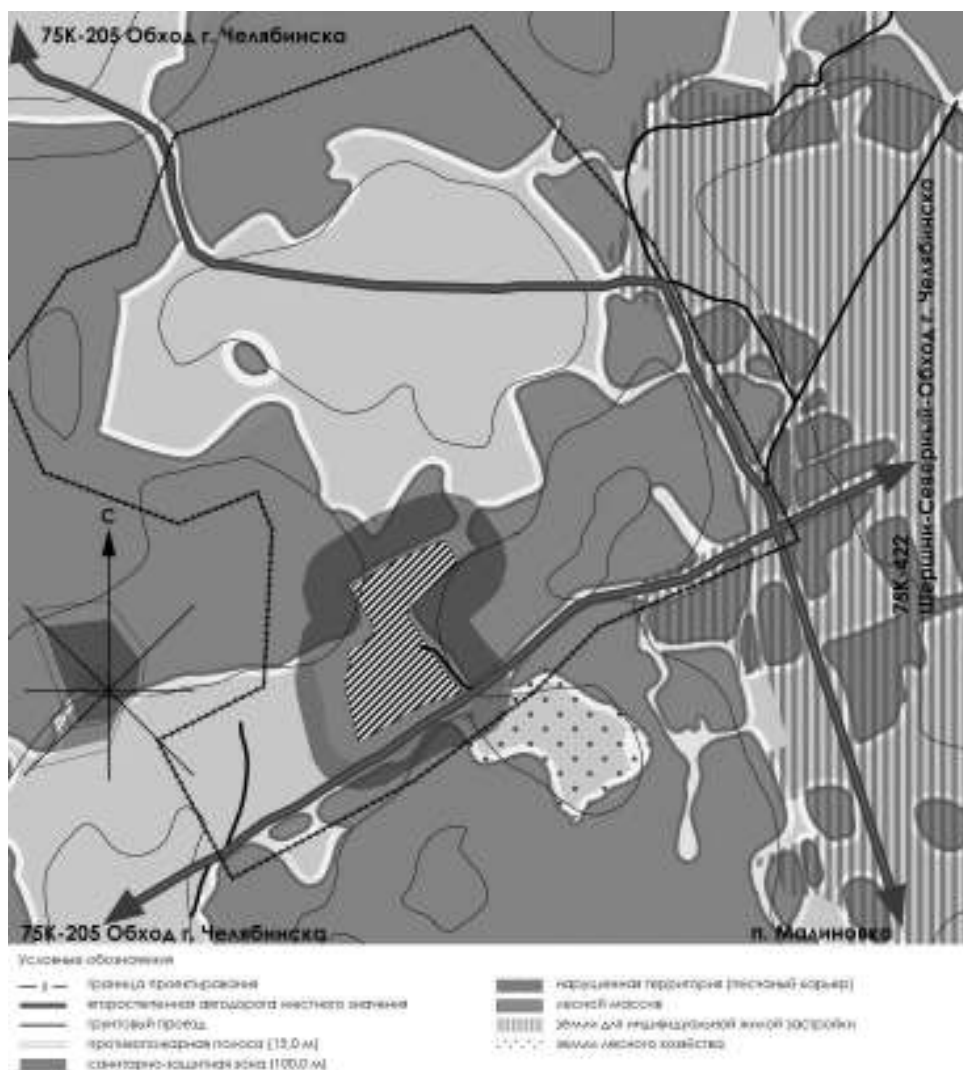 75К-205 Обход г. Челябинска
75К-422
Шершни-Северный-Обход г. Челябинска
С
75К-205 Обход г. Челябинска
п. Малиновка
Условные обозначения
граница проектирования
второстепенная автодорога местного значения
грунтовый проезд
противопожарная полоса (15,0 м)
санитарно-защитная зона (100,0 м)
нарушенная территория (песчаный карьер)
лесной массив
земли для индивидуальной жилой застройки
земли лесного хозяйства